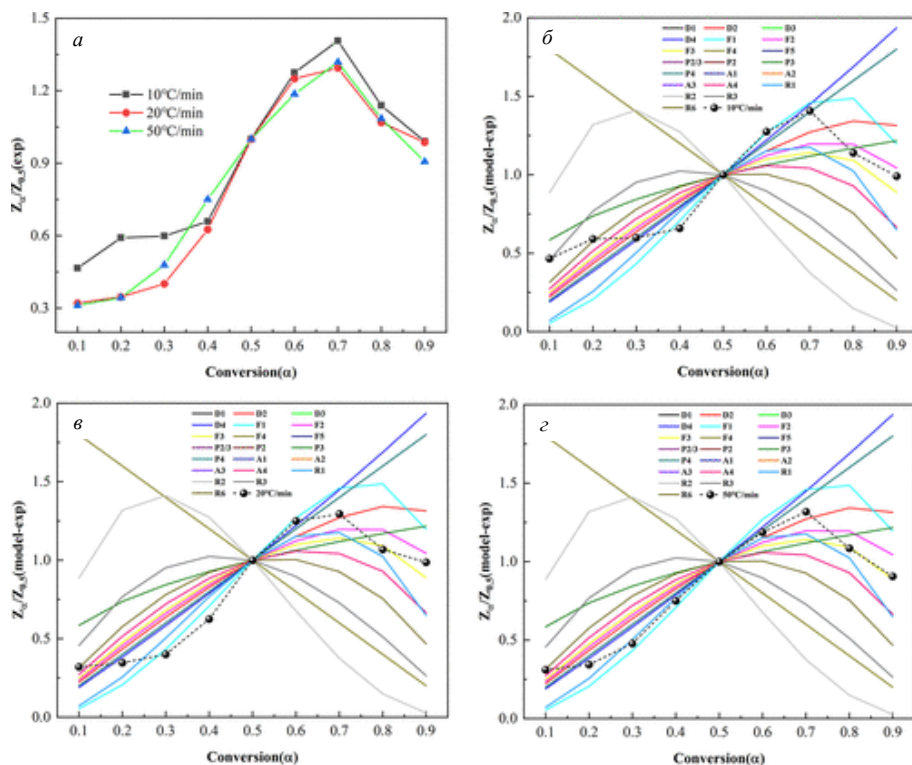 а
1.5
1.2
0.9
0.6
0.3
Zα/Z0.5(exp)
10°C/min
20°C/min
50°C/min
0.1 0.2 0.3 0.4 0.5 0.6 0.7 0.8 0.9
Conversion(α)
б
2.0
1.5
1.0
0.5
0.0
Zα/Z0.5(model-exp)
D1 D2 D3
D4 F1 F2
F3 F4 F5
P2/3 P2 P3
P4 A1 A2
A3 A4 R1
R2 R3
R6 10°C/min
0.1 0.2 0.3 0.4 0.5 0.6 0.7 0.8 0.9
Conversion(α)
в
2.0
1.5
1.0
0.5
0.0
Zα/Z0.5(model-exp)
D1 D2 D3
D4 F1 F2
F3 F4 F5
P2/3 P2 P3
P4 A1 A2
A3 A4 R1
R2 R3
R6 20°C/min
0.1 0.2 0.3 0.4 0.5 0.6 0.7 0.8 0.9
Conversion(α)
г
2.0
1.5
1.0
0.5
0.0
Zα/Z0.5(model-exp)
D1 D2 D3
D4 F1 F2
F3 F4 F5
P2/3 P2 P3
P4 A1 A2
A3 A4 R1
R2 R3
R6 50°C/min
0.1 0.2 0.3 0.4 0.5 0.6 0.7 0.8 0.9
Conversion(α)